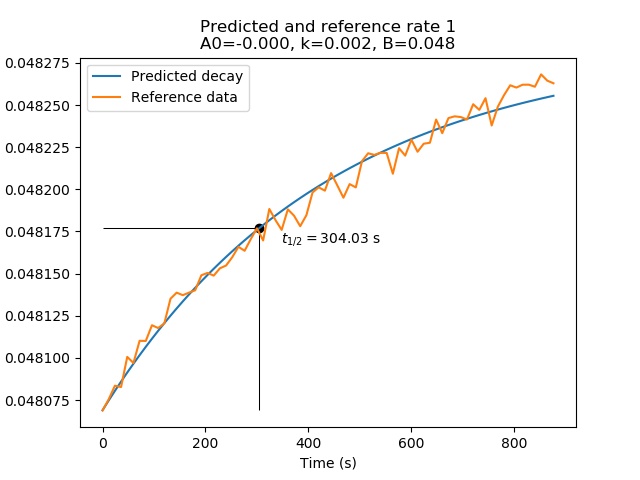 Predicted and reference rate 1
A0=-0.000, k=0.002, B=0.048
Predicted decay
Reference data
0.048275
0.048250
0.048225
0.048200
0.048175
0.048150
0.048125
0.048100
0.048075
t1/2 = 304.03 s
0
200
400
600
800
Time (s)